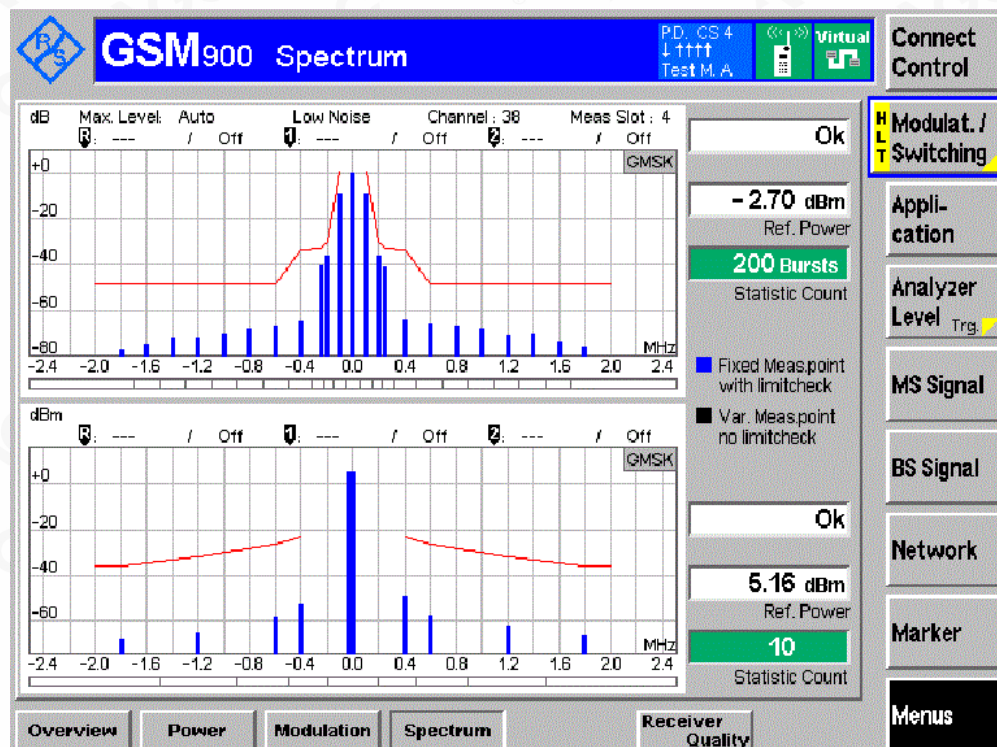 R/S
GSM900 Spectrum
P.D. CS 4
Test M. A
Virtual
Connect
Control
HLT
Modulat. /
Switching
Appli-
cation
Analyzer
Level Trg.
MS Signal
BS Signal
Network
Marker
Menus
dB Max. Level: Auto Low Noise Channel : 38 Meas Slot : 4
R: --- / Off 1: --- / Off 2: --- / Off
GMSK
+0
-20
-40
-60
-80
MHz
-2.4 -2.0 -1.6 -1.2 -0.8 -0.4 0.0 0.4 0.8 1.2 1.6 2.0 2.4
Ok
-2.70 dBm
Ref. Power
200 Bursts
Statistic Count
Fixed Meas.point
with limitcheck
Var. Meas.point
no limitcheck
dBm
R: --- / Off 1: --- / Off 2: --- / Off
GMSK
+0
-20
-40
-60
MHz
-2.4 -2.0 -1.6 -1.2 -0.8 -0.4 0.0 0.4 0.8 1.2 1.6 2.0 2.4
Ok
5.16 dBm
Ref. Power
10
Statistic Count
Overview
Power
Modulation
Spectrum
Receiver
Quality